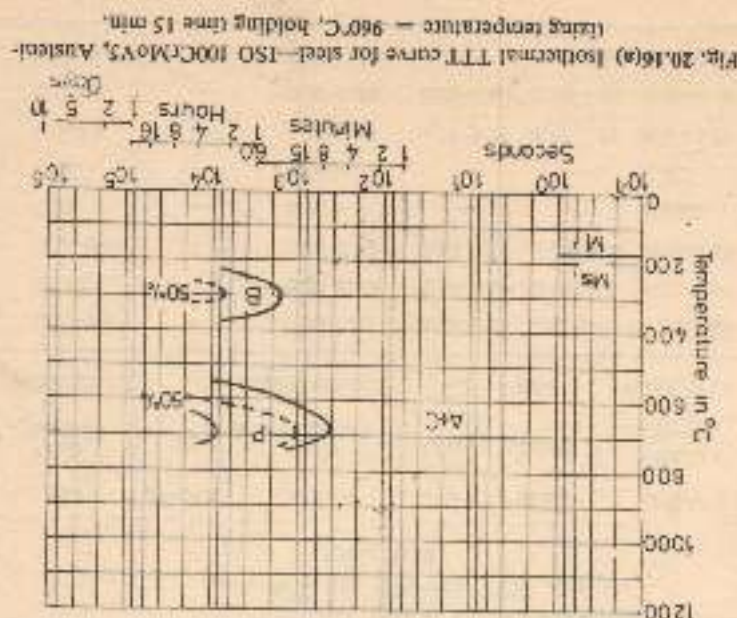 1200
1000
800
600
400
200
0
Temperature in °C
A+C
P
50%
B
50%
Ms
Mf
10⁻¹ 10⁰ 10¹ 10² 10³ 10⁴ 10⁵ 10⁶
Seconds
1 2 4 8 15 60
Minutes
1 2 4 8 16
Hours
1 2 5 10
Fig. 20.16(a) Isothermal TTT curve for steel—ISO 100CrMoV5, Austeni-
tizing temperature = 960°C, holding time 15 min.